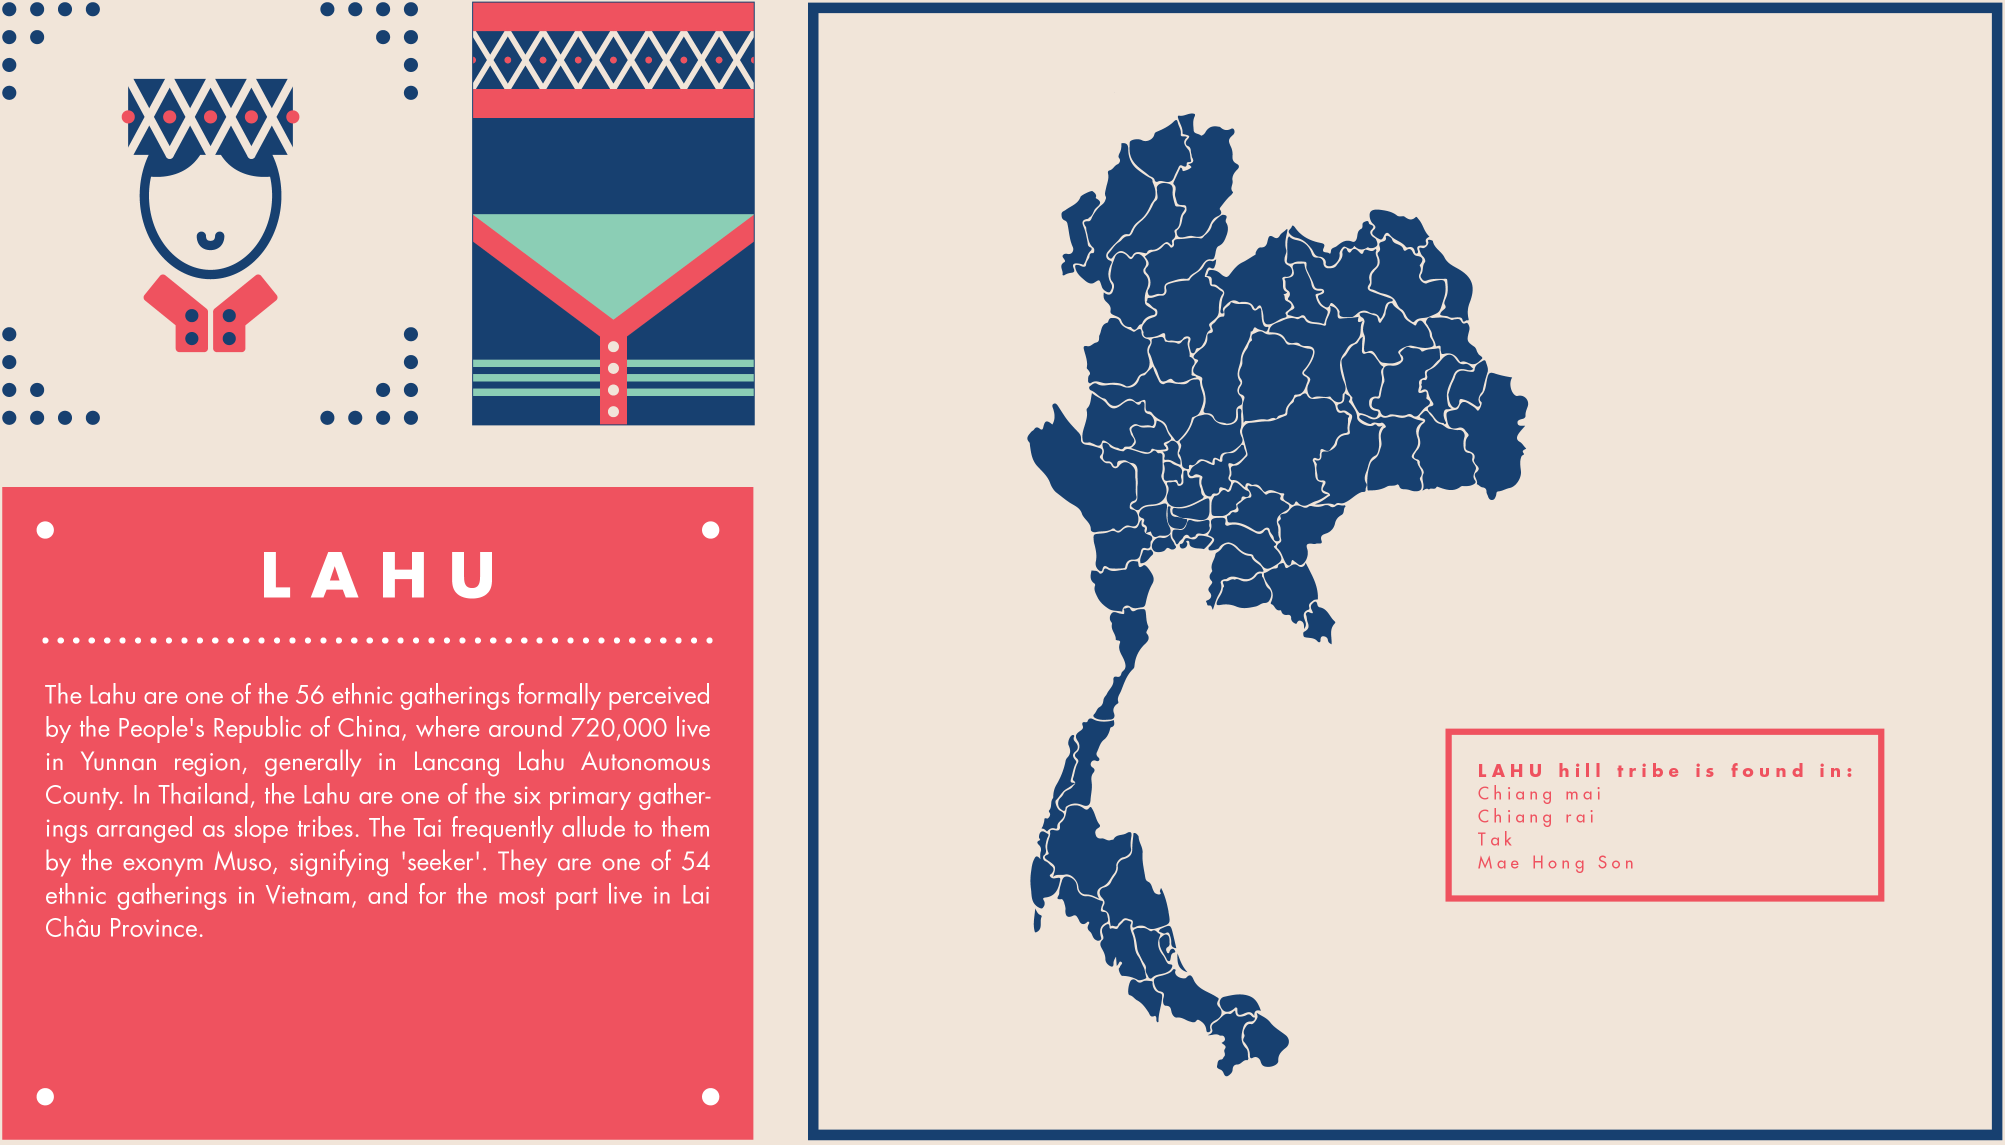 LAHU
The Lahu are one of the 56 ethnic gatherings formally perceived
by the People's Republic of China, where around 720,000 live
in Yunnan region, generally in Lancang Lahu Autonomous
County. In Thailand, the Lahu are one of the six primary gather-
ings arranged as slope tribes. The Tai frequently allude to them
by the exonym Muso, signifying 'seeker'. They are one of 54
ethnic gatherings in Vietnam, and for the most part live in Lai
Châu Province.
LAHU hill tribe is found in:
Chiang mai
Chiang rai
Tak
Mae Hong Son